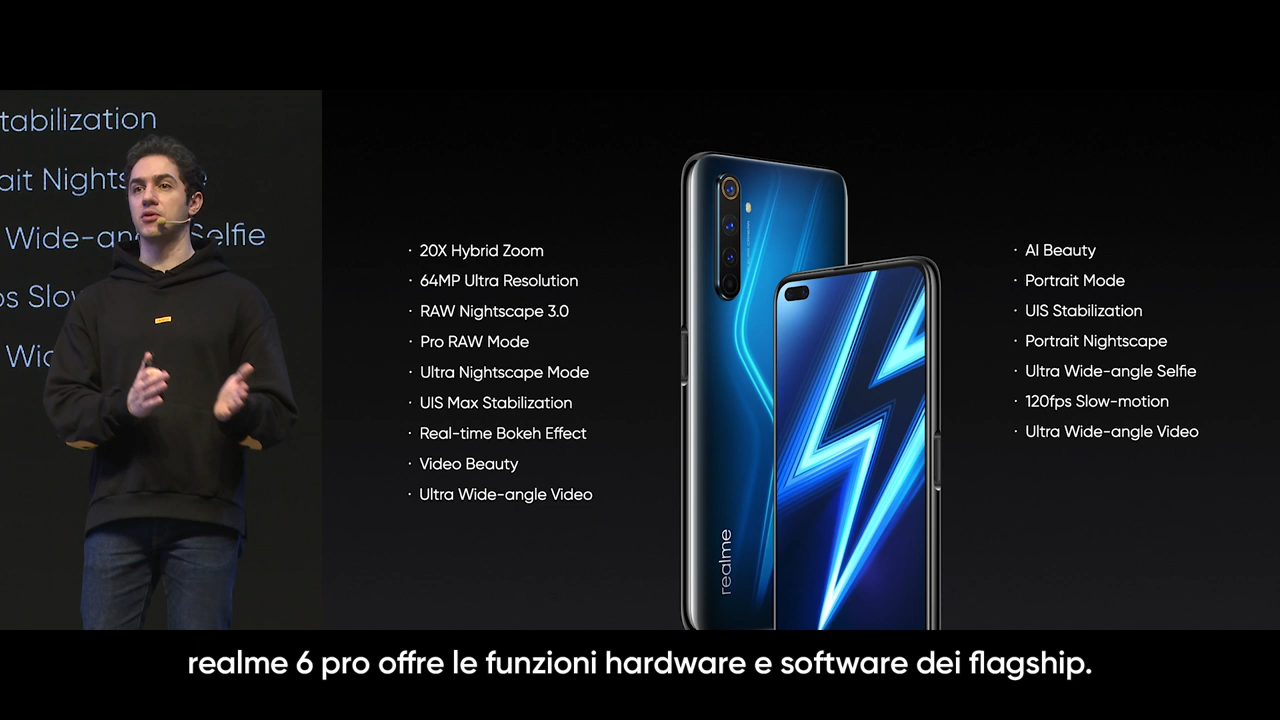 tabilization
ait Nights
Wide-an Selfie
ps Slow
Wid
· 20X Hybrid Zoom
· 64MP Ultra Resolution
· RAW Nightscape 3.0
· Pro RAW Mode
· Ultra Nightscape Mode
· UIS Max Stabilization
· Real-time Bokeh Effect
· Video Beauty
· Ultra Wide-angle Video
realme
· AI Beauty
· Portrait Mode
· UIS Stabilization
· Portrait Nightscape
· Ultra Wide-angle Selfie
· 120fps Slow-motion
· Ultra Wide-angle Video
realme 6 pro offre le funzioni hardware e software dei flagship.